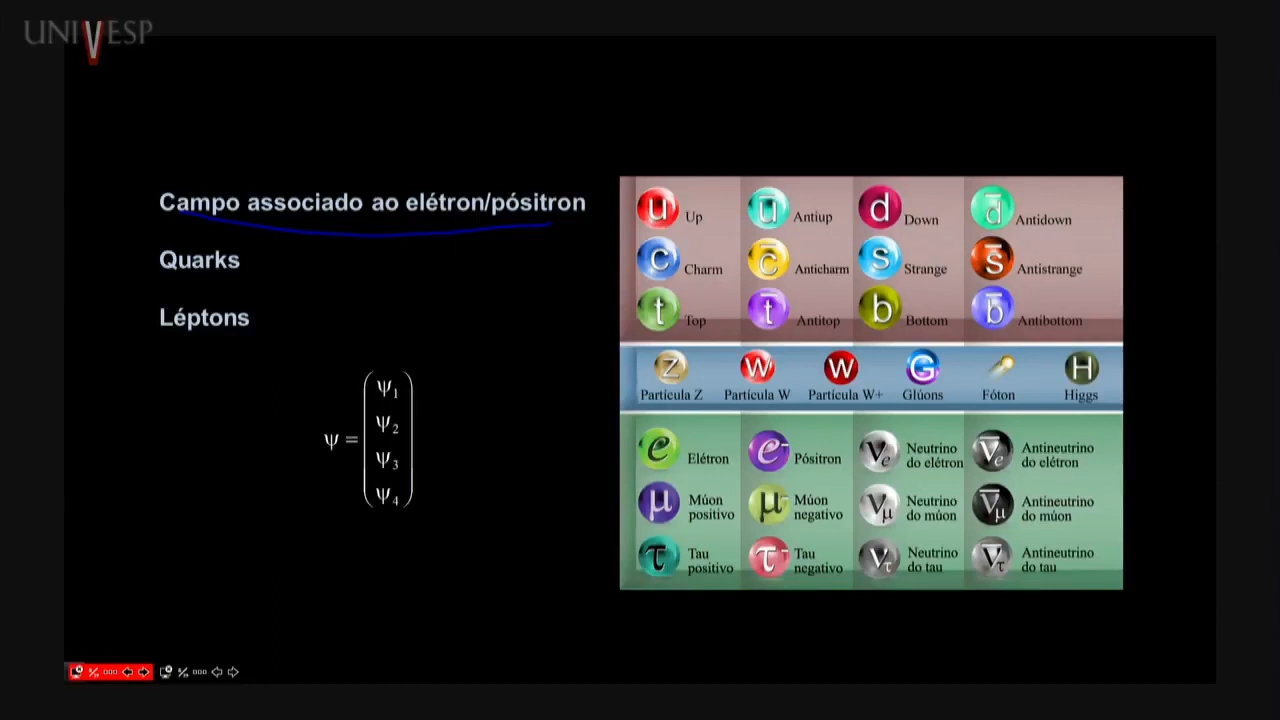 UNIVESP
Campo associado ao elétron/pósitron
Quarks
Léptons
ψ = ( ψ1
ψ2
ψ3
ψ4 )
u Up
u̅ Antiup
d Down
d̅ Antidown
c Charm
c̅ Anticharm
s Strange
s̅ Antistrange
t Top
t̅ Antitop
b Bottom
b̅ Antibottom
Z
W
W
G
H
Partícula Z
Partícula W
Partícula W+
Glúons
Fóton
Higgs
e Elétron
e⁻ Pósitron
νe Neutrino
do elétron
ν̅e Antineutrino
do elétron
μ Múon
positivo
μ⁻ Múon
negativo
νμ Neutrino
do múon
ν̅μ Antineutrino
do múon
τ Tau
positivo
τ⁻ Tau
negativo
ντ Neutrino
do tau
ν̅τ Antineutrino
do tau